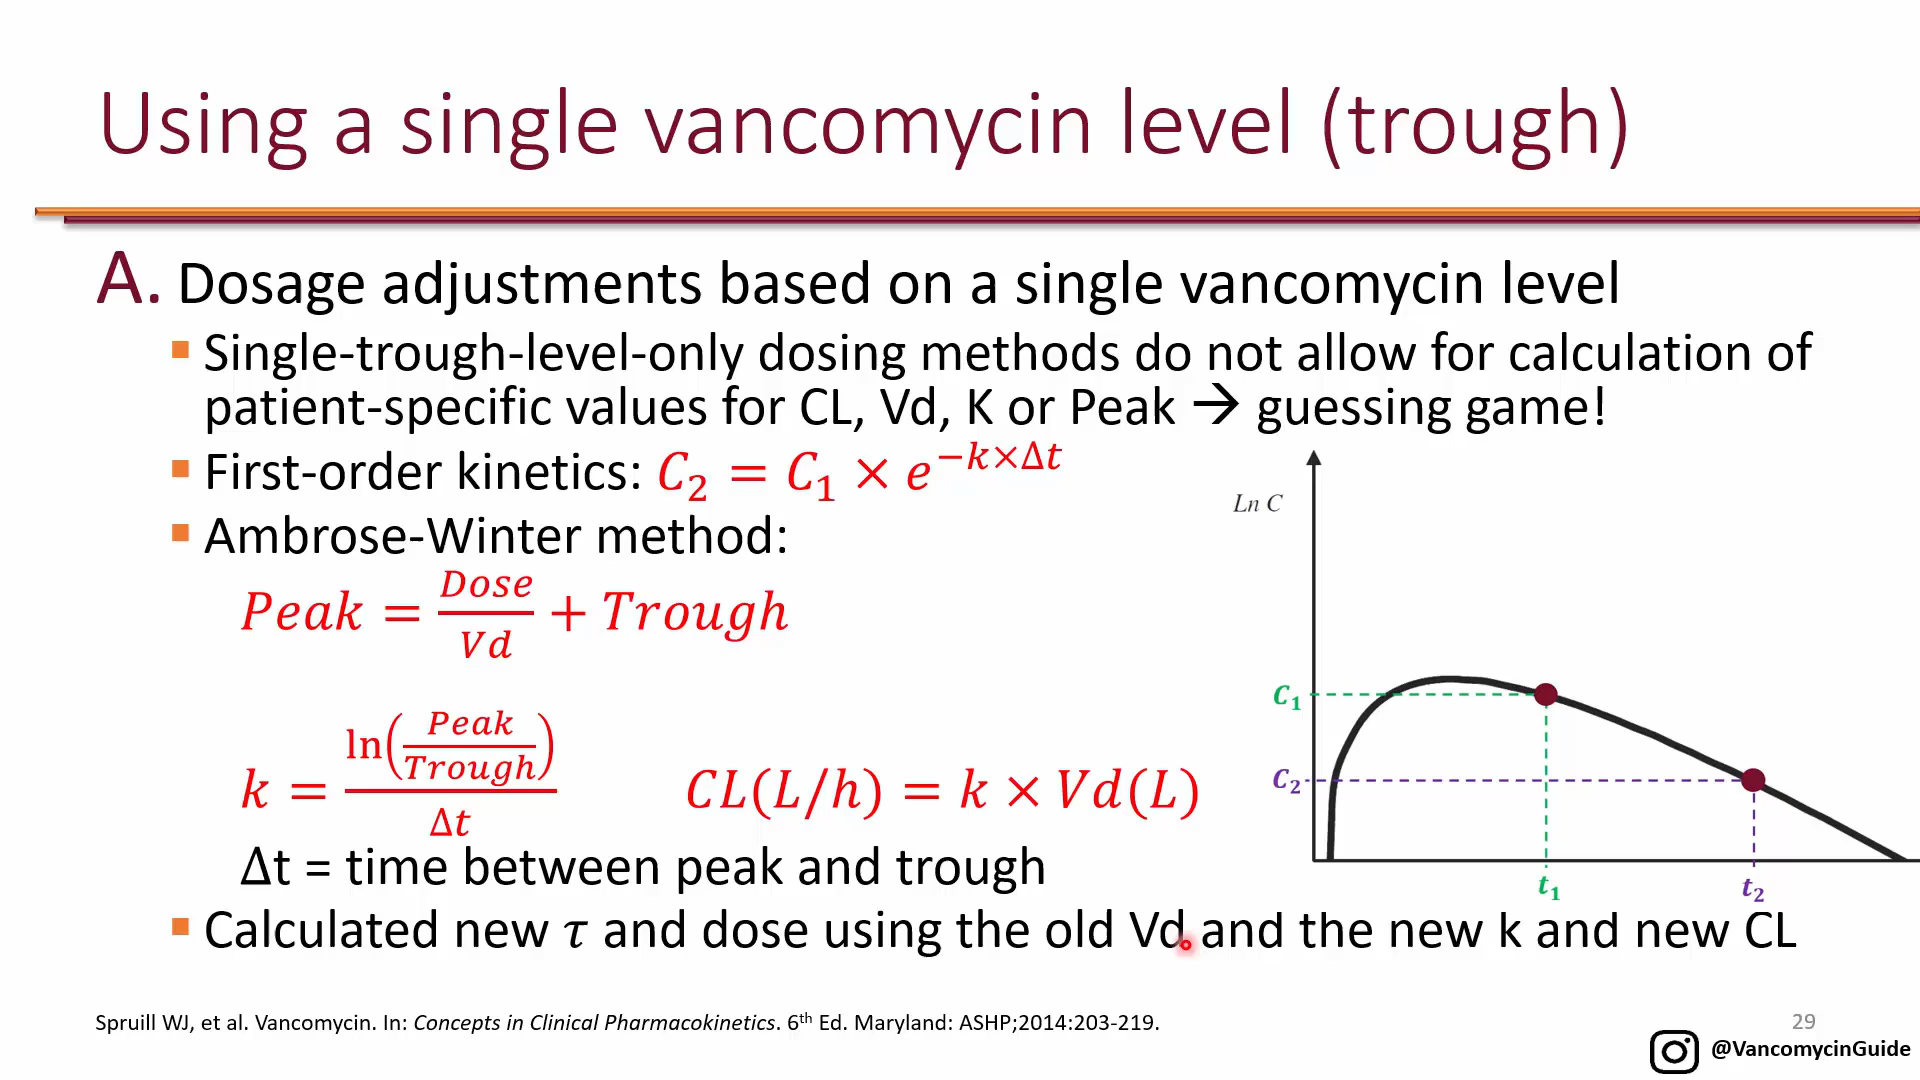 Using a single vancomycin level (trough)
A. Dosage adjustments based on a single vancomycin level
▪ Single-trough-level-only dosing methods do not allow for calculation of
patient-specific values for CL, Vd, K or Peak → guessing game!
▪ First-order kinetics: C₂ = C₁ × e^(−k×Δt)
▪ Ambrose-Winter method:
Peak = Dose/Vd + Trough
k = ln(Peak/Trough)/Δt
CL(L/h) = k × Vd(L)
Δt = time between peak and trough
▪ Calculated new τ and dose using the old Vd and the new k and new CL
Ln C
C₁
C₂
t₁
t₂
Spruill WJ, et al. Vancomycin. In: Concepts in Clinical Pharmacokinetics. 6th Ed. Maryland: ASHP;2014:203-219.
29
@VancomycinGuide